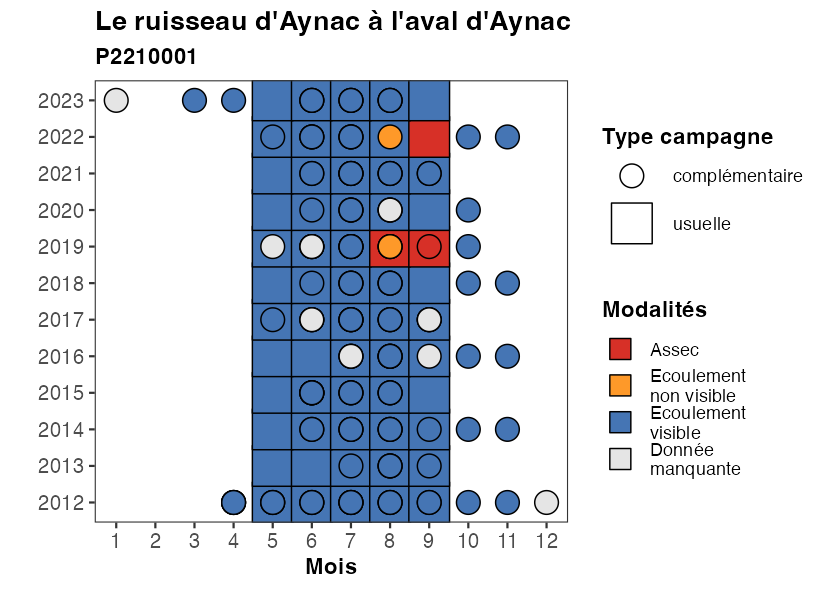 Le ruisseau d'Aynac à l'aval d'Aynac
P2210001
2023
2022
2021
2020
2019
2018
2017
2016
2015
2014
2013
2012
1 2 3 4 5 6 7 8 9 10 11 12
Mois
Type campagne
complémentaire
usuelle
Modalités
Assec
Ecoulement
non visible
Ecoulement
visible
Donnée
manquante